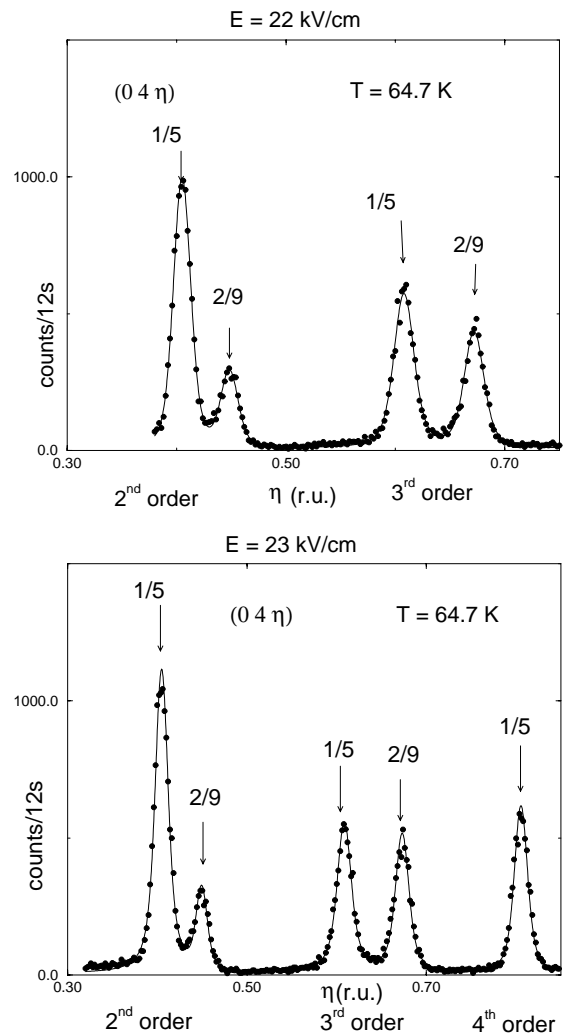 E = 22 kV/cm
(0 4 η)
T = 64.7 K
1/5
1/5
2/9
2/9
1000.0
counts/12s
0.0
0.30
0.50
0.70
2nd order
η (r.u.)
3rd order
E = 23 kV/cm
1/5
(0 4 η)
T = 64.7 K
1000.0
1/5
1/5
2/9
2/9
counts/12s
0.0
0.30
0.50
0.70
2nd order
η(r.u.)
3rd order
4th order